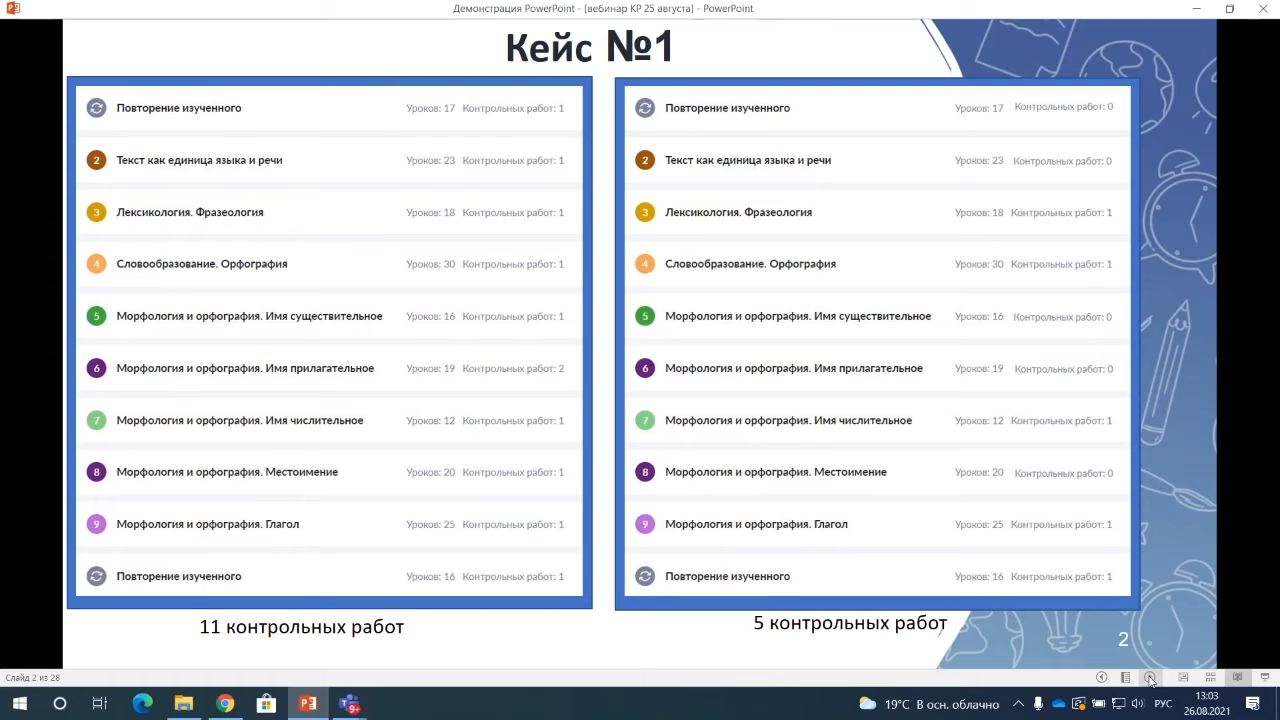 Демонстрация PowerPoint - [вебинар КР 25 августа] - PowerPoint
Кейс №1
Повторение изученного Уроков: 17 Контрольных работ: 1
2 Текст как единица языка и речи Уроков: 23 Контрольных работ: 1
3 Лексикология. Фразеология Уроков: 18 Контрольных работ: 1
4 Словообразование. Орфография Уроков: 30 Контрольных работ: 1
5 Морфология и орфография. Имя существительное Уроков: 16 Контрольных работ: 1
6 Морфология и орфография. Имя прилагательное Уроков: 19 Контрольных работ: 2
7 Морфология и орфография. Имя числительное Уроков: 12 Контрольных работ: 1
8 Морфология и орфография. Местоимение Уроков: 20 Контрольных работ: 1
9 Морфология и орфография. Глагол Уроков: 25 Контрольных работ: 1
Повторение изученного Уроков: 16 Контрольных работ: 1
11 контрольных работ
Повторение изученного Уроков: 17 Контрольных работ: 0
2 Текст как единица языка и речи Уроков: 23 Контрольных работ: 0
3 Лексикология. Фразеология Уроков: 18 Контрольных работ: 1
4 Словообразование. Орфография Уроков: 30 Контрольных работ: 1
5 Морфология и орфография. Имя существительное Уроков: 16 Контрольных работ: 0
6 Морфология и орфография. Имя прилагательное Уроков: 19 Контрольных работ: 0
7 Морфология и орфография. Имя числительное Уроков: 12 Контрольных работ: 1
8 Морфология и орфография. Местоимение Уроков: 20 Контрольных работ: 0
9 Морфология и орфография. Глагол Уроков: 25 Контрольных работ: 1
Повторение изученного Уроков: 16 Контрольных работ: 1
5 контрольных работ
2
Слайд 2 из 28
9+
19°C В осн. облачно
РУС
13:03
26.08.2021